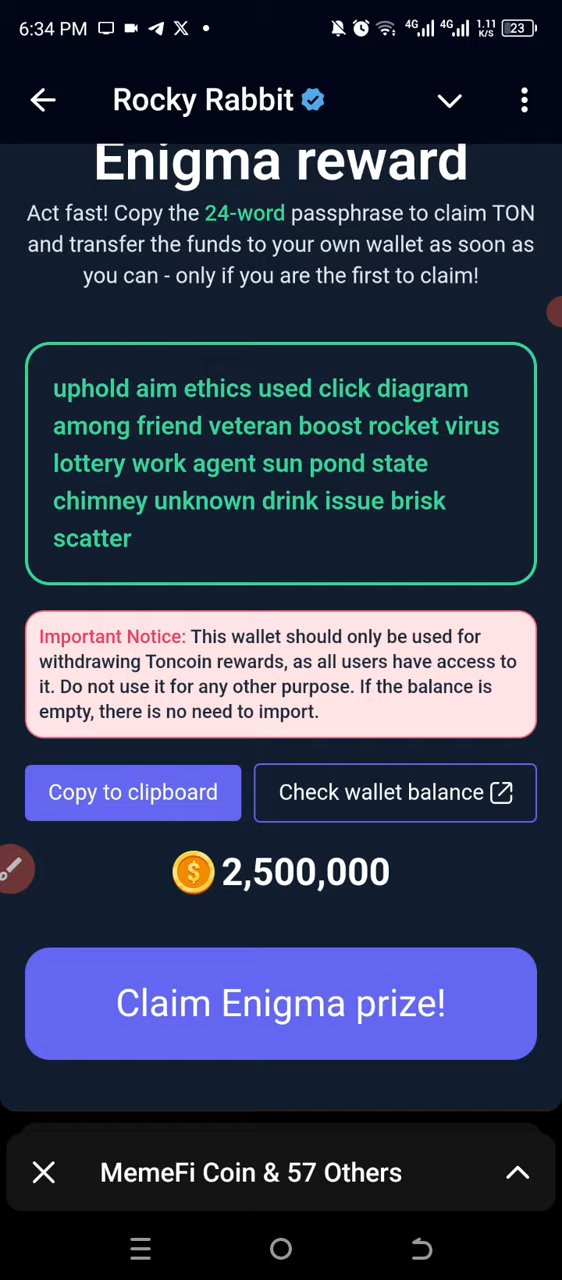 6:34 PM
4G 4G 1.11 K/S 23
Rocky Rabbit
Enigma reward
Act fast! Copy the 24-word passphrase to claim TON
and transfer the funds to your own wallet as soon as
you can - only if you are the first to claim!
uphold aim ethics used click diagram
among friend veteran boost rocket virus
lottery work agent sun pond state
chimney unknown drink issue brisk
scatter
Important Notice: This wallet should only be used for
withdrawing Toncoin rewards, as all users have access to
it. Do not use it for any other purpose. If the balance is
empty, there is no need to import.
Copy to clipboard
Check wallet balance
2,500,000
Claim Enigma prize!
MemeFi Coin & 57 Others